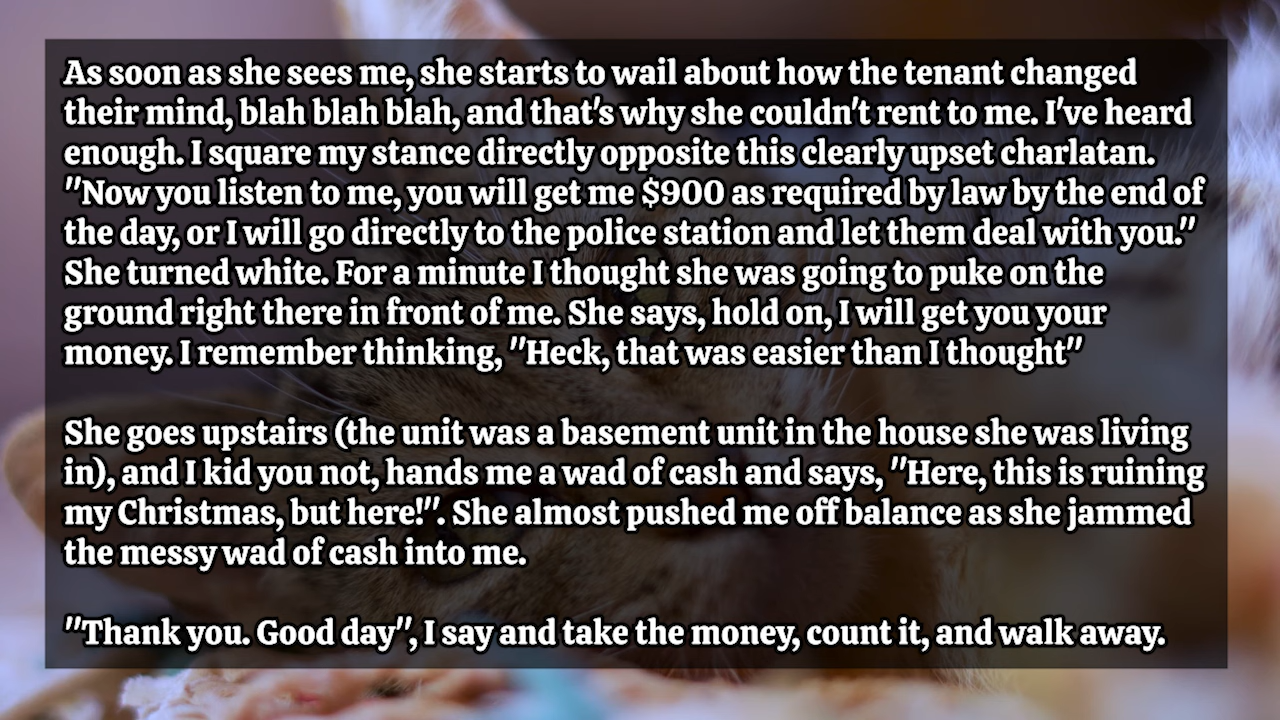 As soon as she sees me, she starts to wail about how the tenant changed
their mind, blah blah blah, and that's why she couldn't rent to me. I've heard
enough. I square my stance directly opposite this clearly upset charlatan.
"Now you listen to me, you will get me $900 as required by law by the end of
the day, or I will go directly to the police station and let them deal with you."
She turned white. For a minute I thought she was going to puke on the
ground right there in front of me. She says, hold on, I will get you your
money. I remember thinking, "Heck, that was easier than I thought"
She goes upstairs (the unit was a basement unit in the house she was living
in), and I kid you not, hands me a wad of cash and says, "Here, this is ruining
my Christmas, but here!". She almost pushed me off balance as she jammed
the messy wad of cash into me.
"Thank you. Good day", I say and take the money, count it, and walk away.